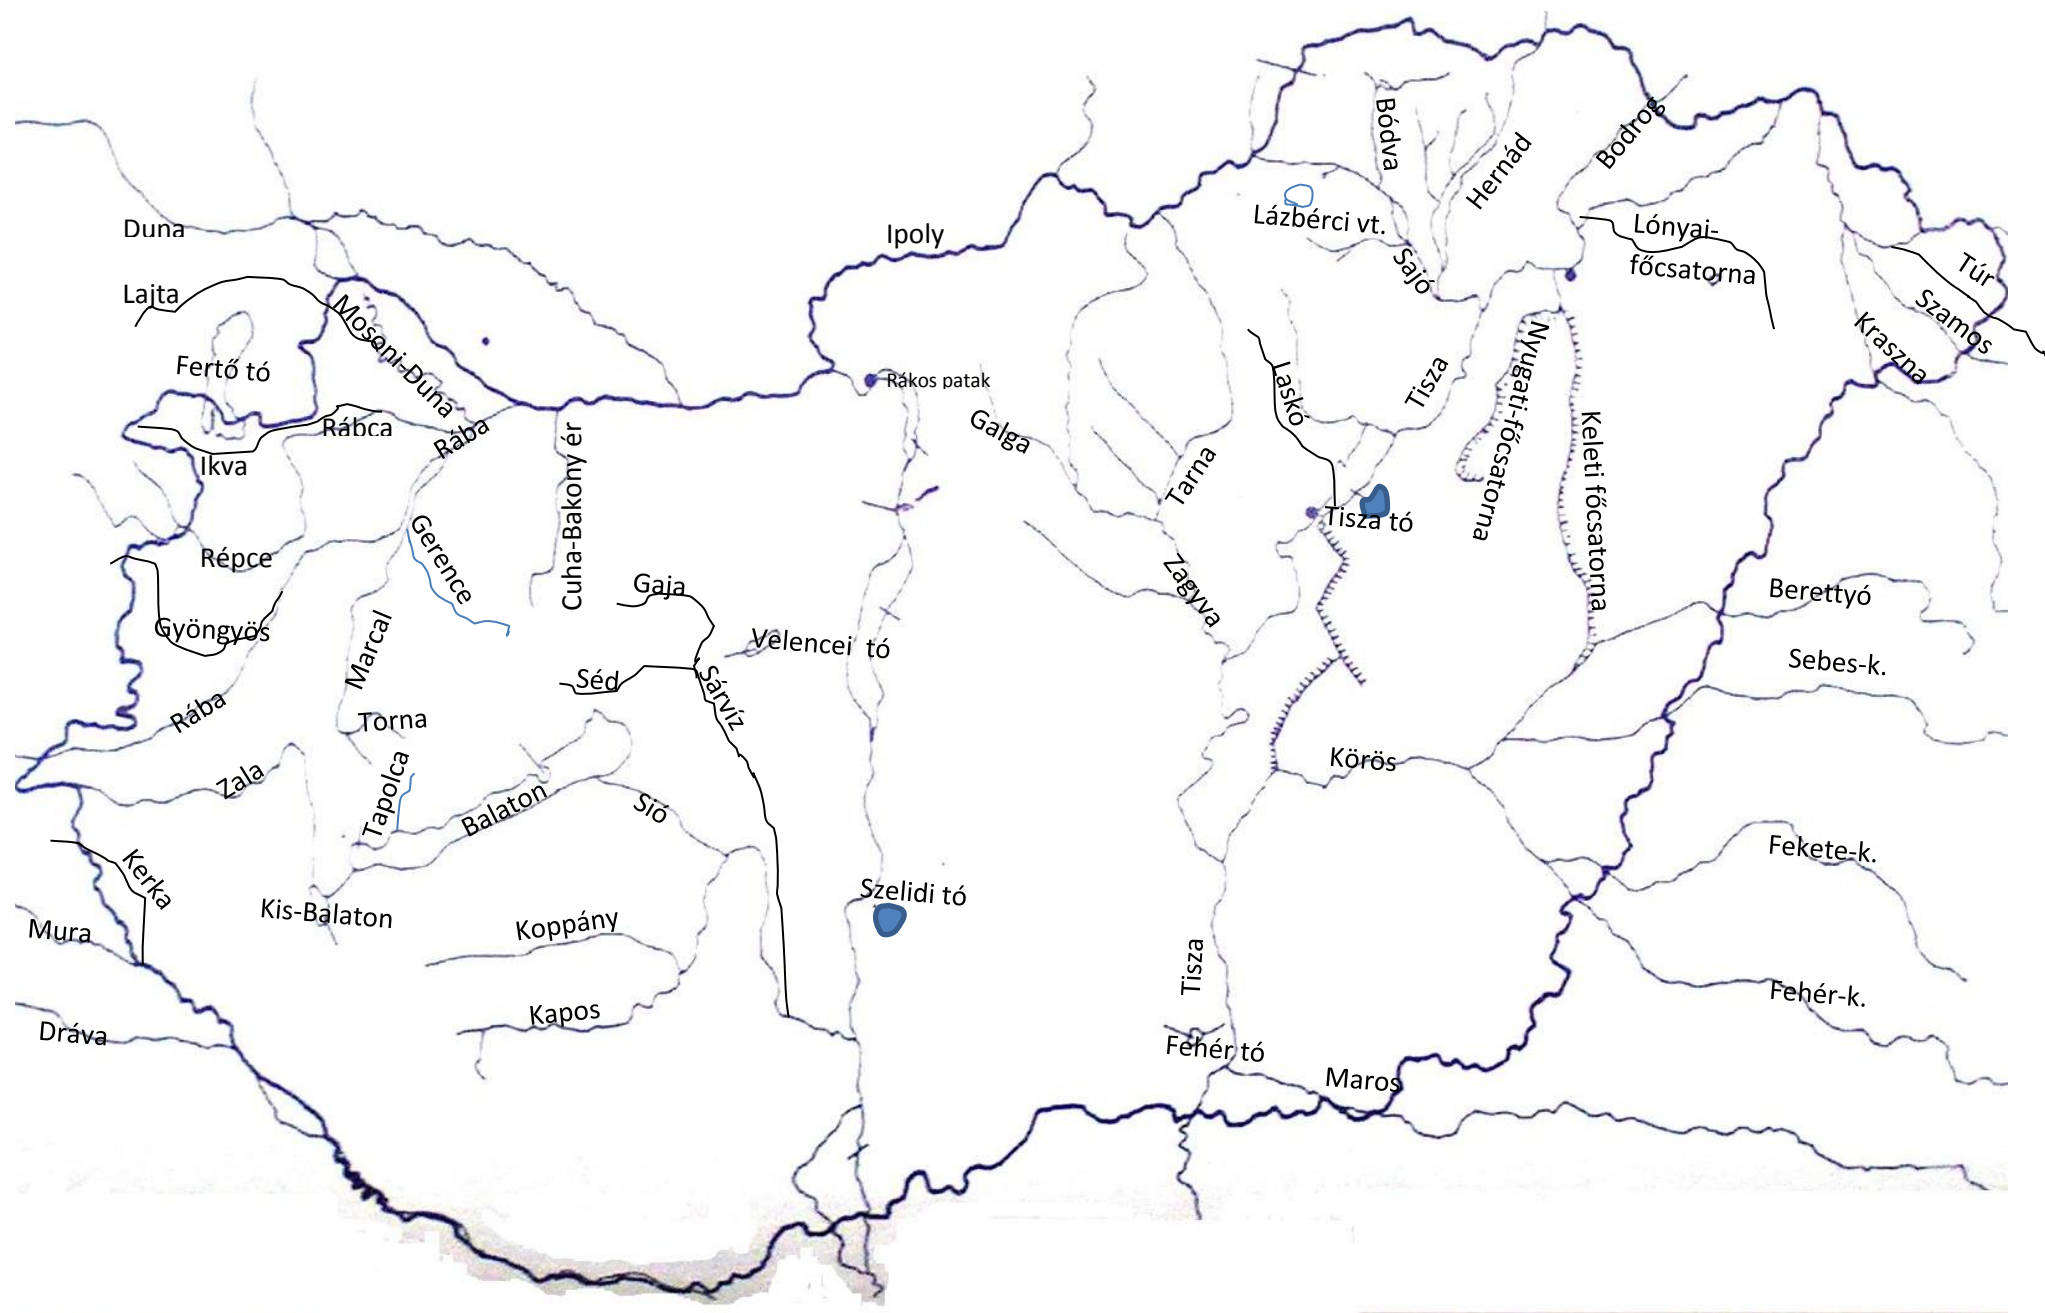 Bódva
Hernád
Bodrog
Duna
Ipoly
Lázbérci vt.
Sajó
Lónyai-
főcsatorna
Túr
Szamos
Kraszna
Lajta
Mosoni-Duna
Fertő tó
Rákos patak
Rábca
Rába
Ikva
Galga
Tarna
Laskó
Tisza
Nyugati-főcsatorna
Keleti főcsatorna
Tisza tó
Cuha-Bakony ér
Gerence
Répce
Gyöngyös
Marcal
Gaja
Velencei tó
Séd
Sárvíz
Zagyva
Berettyó
Sebes-k.
Rába
Torna
Zala
Tapolca
Balaton
Sió
Körös
Fekete-k.
Kerka
Kis-Balaton
Szelidi tó
Mura
Koppány
Tisza
Kapos
Dráva
Fehér-k.
Fehér tó
Maros